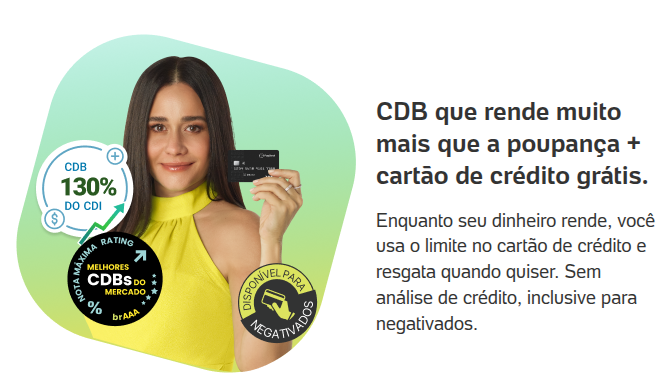 CDB
130%
DO CDI
NOTA MÁXIMA RATING
MELHORES
CDBs DO
MERCADO
%
brAAA
DISPONÍVEL PARA
NEGATIVADOS
CDB que rende muito
mais que a poupança +
cartão de crédito grátis.
Enquanto seu dinheiro rende, você
usa o limite no cartão de crédito e
resgata quando quiser. Sem
análise de crédito, inclusive para
negativados.